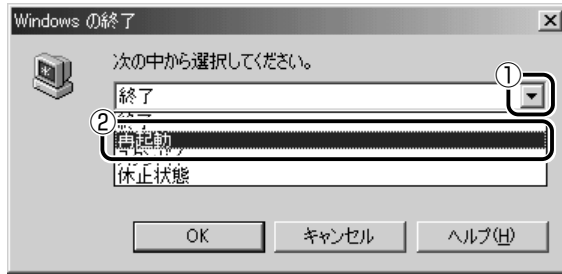 Windows の終了
次の中から選択してください。
①
終了
②
再起動
休止状態
OK
キャンセル
ヘルプ(H)